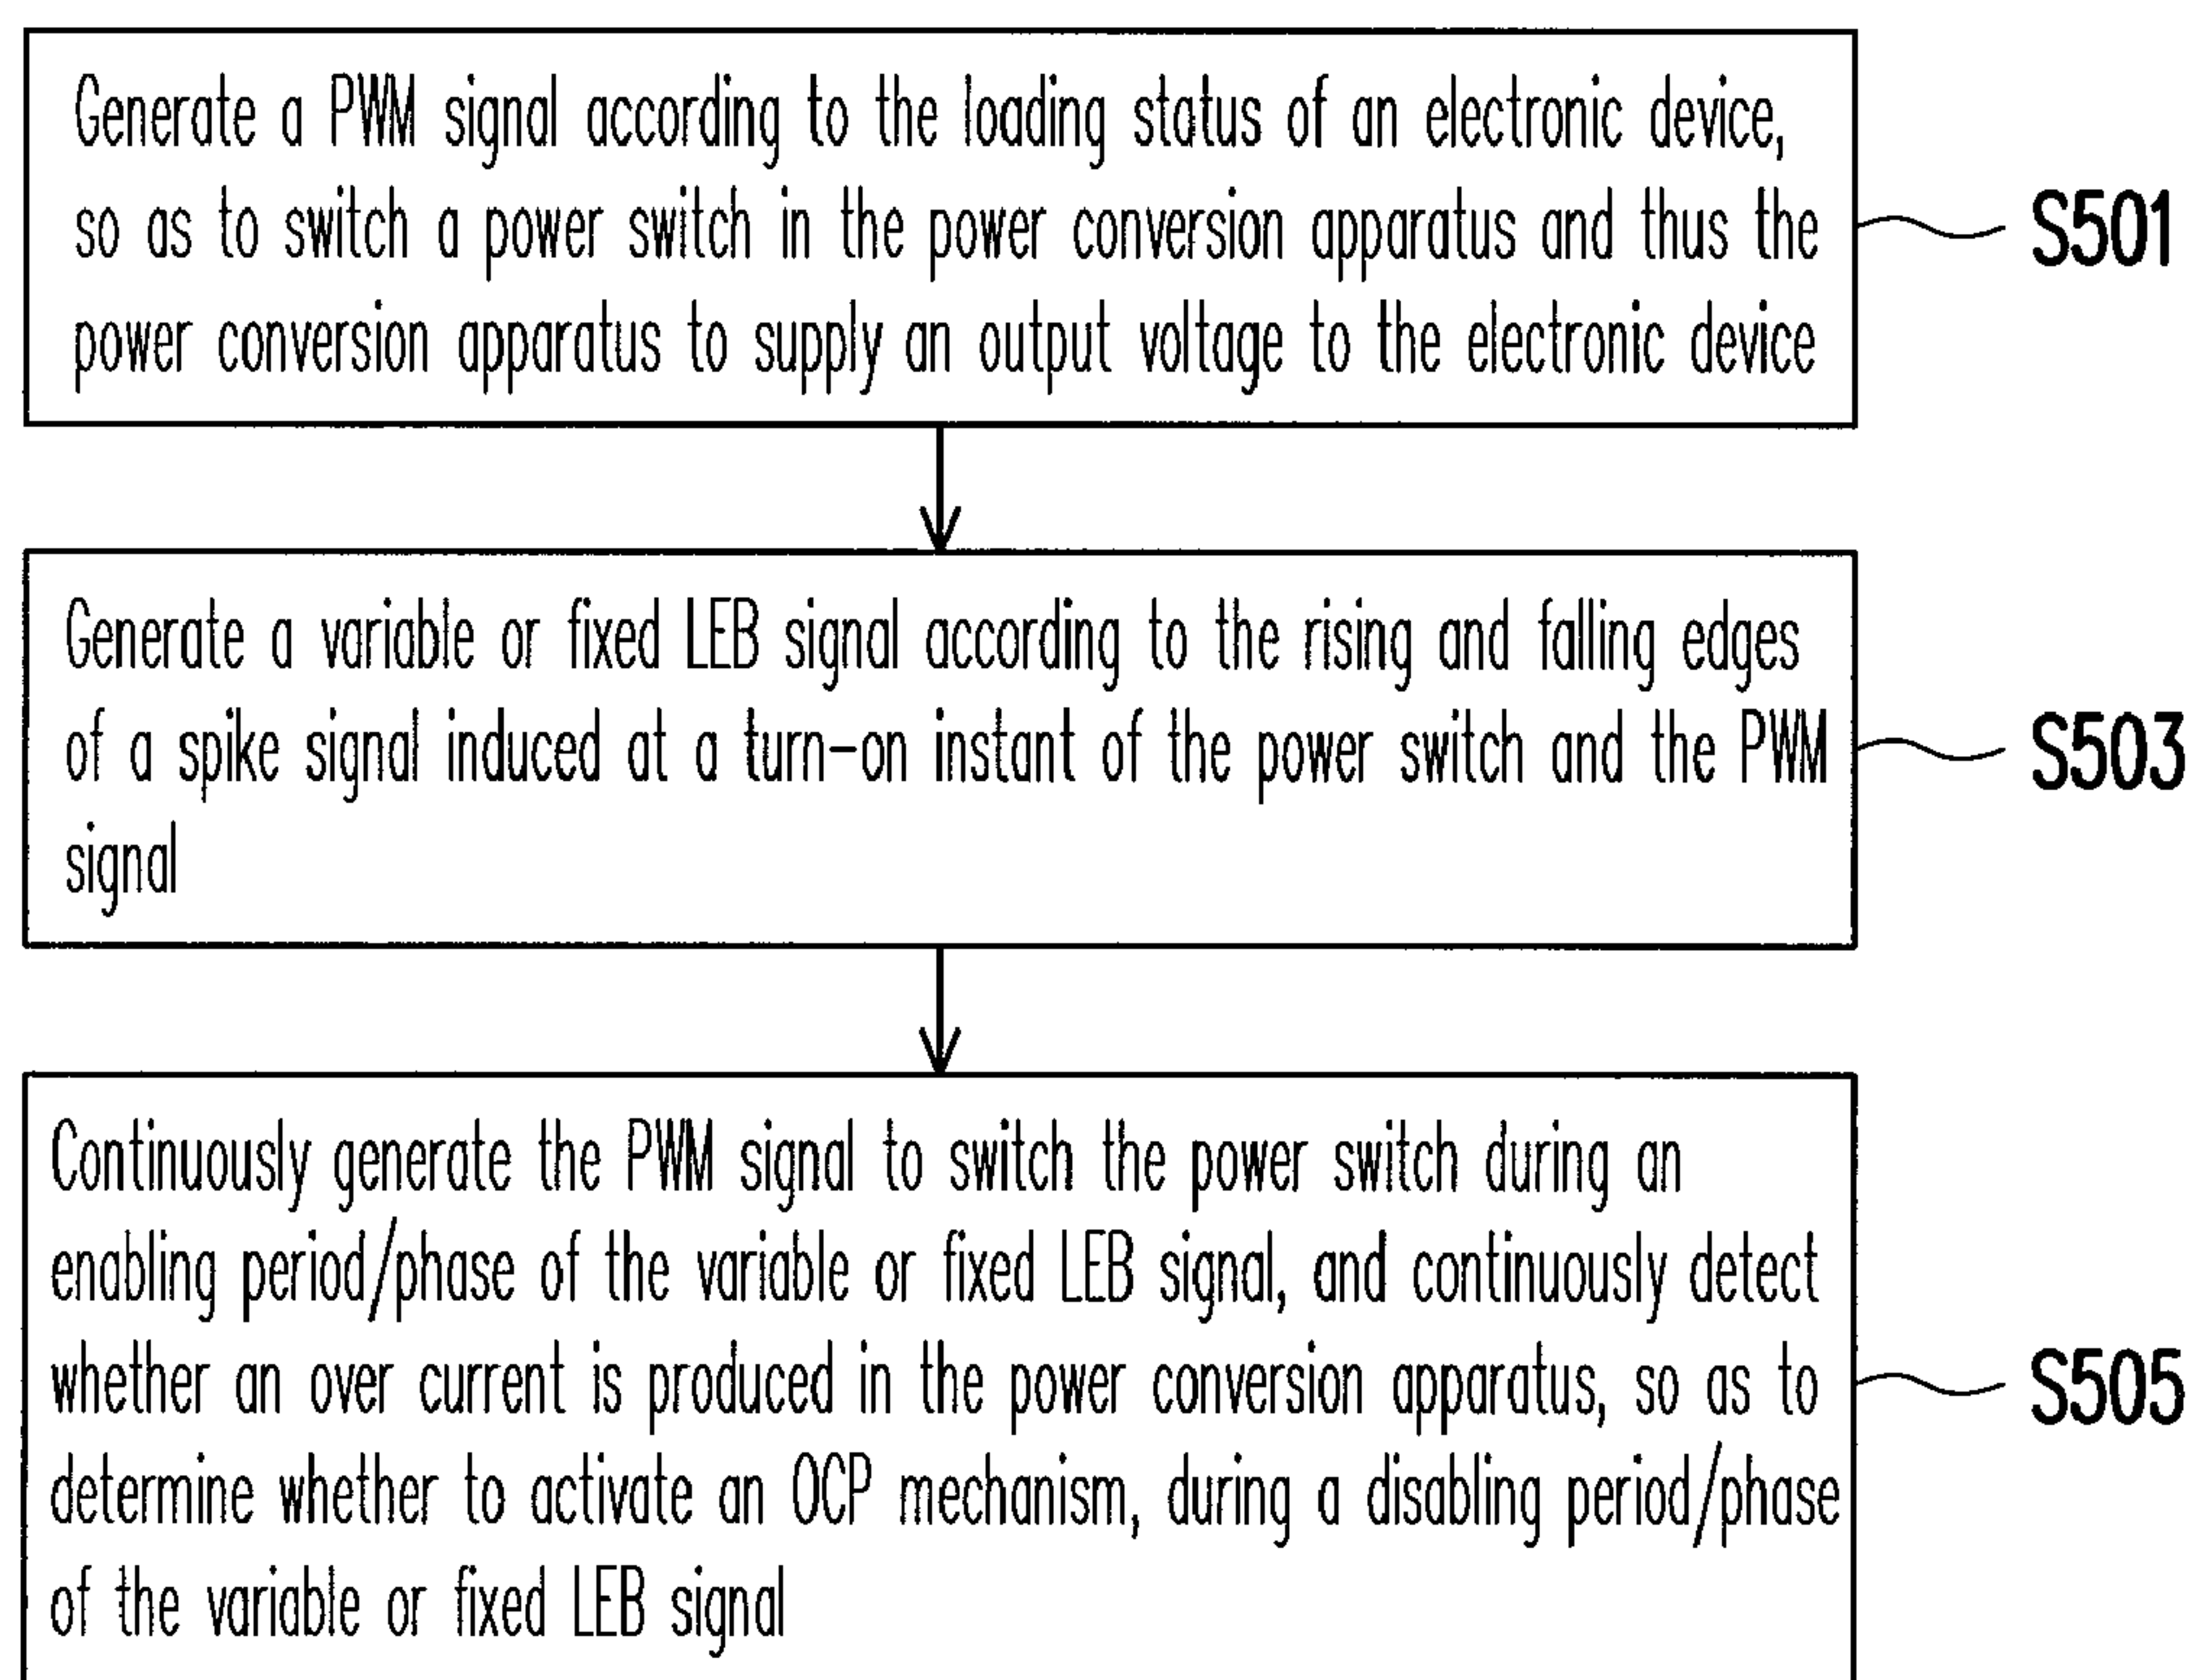 Generate a PWM signal according to the loading status of an electronic device,
so as to switch a power switch in the power conversion apparatus and thus the
power conversion apparatus to supply an output voltage to the electronic device
S501
Generate a variable or fixed LEB signal according to the rising and falling edges
of a spike signal induced at a turn-on instant of the power switch and the PWM
signal
S503
Continuously generate the PWM signal to switch the power switch during an
enabling period/phase of the variable or fixed LEB signal, and continuously detect
whether an over current is produced in the power conversion apparatus, so as to
determine whether to activate an OCP mechanism, during a disabling period/phase
of the variable or fixed LEB signal
S505